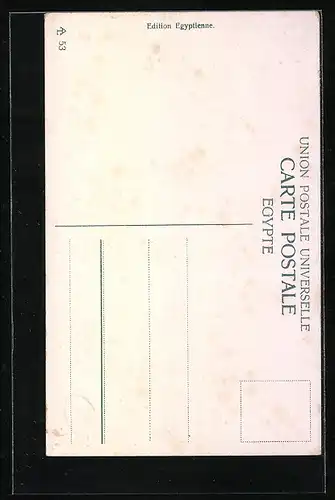 UNION POSTALE UNIVERSELLE
CARTE POSTALE
EGYPTE
Edition Egyptienne.
53